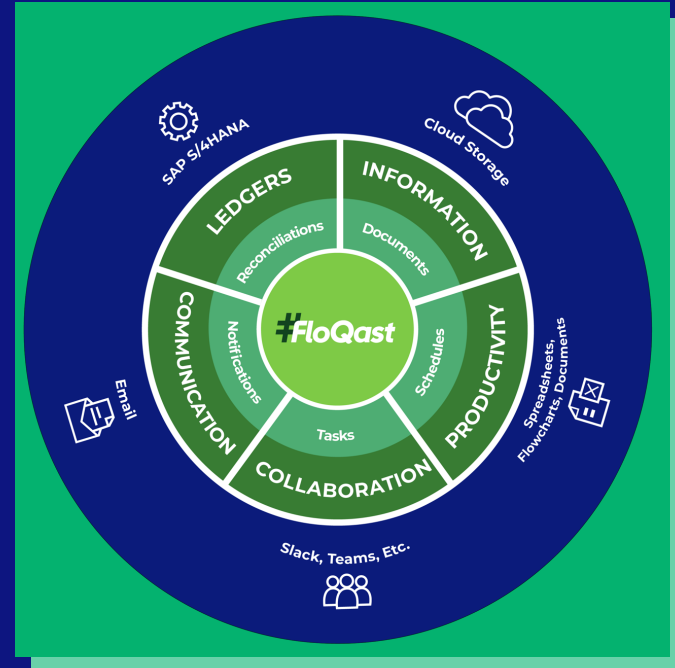 SAP S/4HANA
Cloud Storage
LEDGERS
INFORMATION
Reconciliations
Documents
#FloQast
COMMUNICATION
Notifications
Schedules
PRODUCTIVITY
Spreadsheets,
Flowcharts, Documents
Email
Tasks
COLLABORATION
Slack, Teams, Etc.